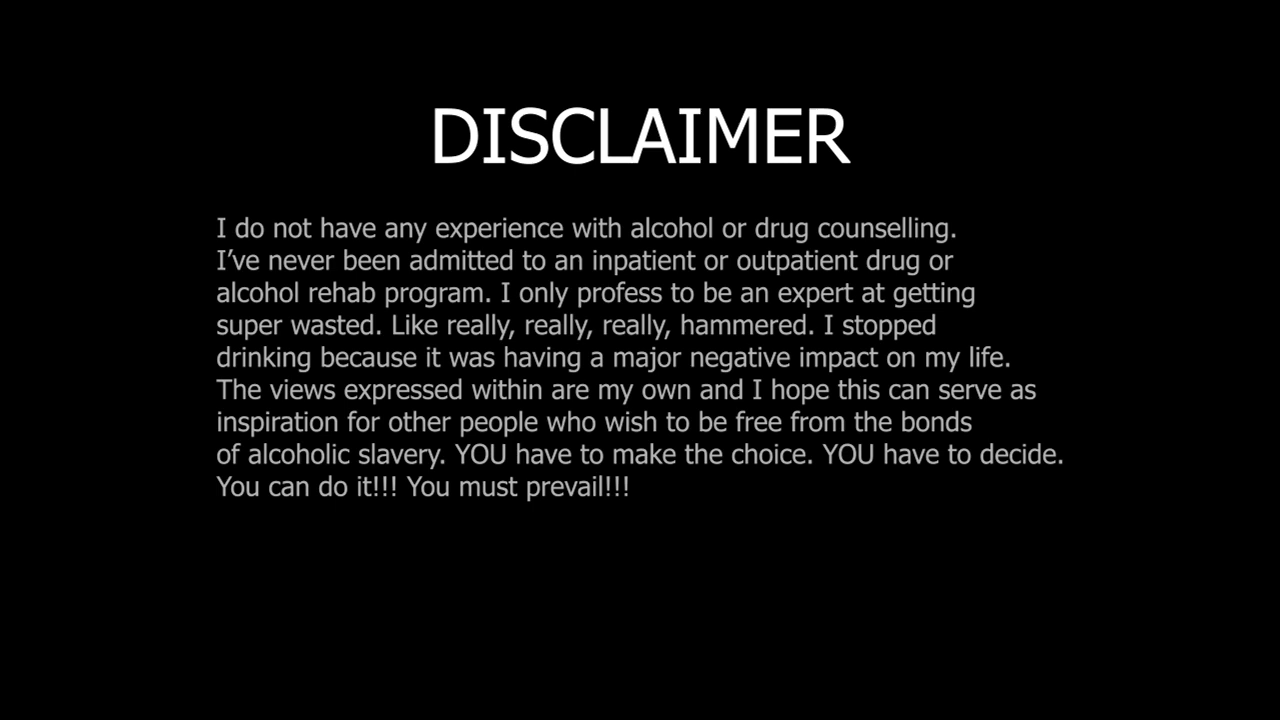 DISCLAIMER
I do not have any experience with alcohol or drug counselling.
I’ve never been admitted to an inpatient or outpatient drug or
alcohol rehab program. I only profess to be an expert at getting
super wasted. Like really, really, really, hammered. I stopped
drinking because it was having a major negative impact on my life.
The views expressed within are my own and I hope this can serve as
inspiration for other people who wish to be free from the bonds
of alcoholic slavery. YOU have to make the choice. YOU have to decide.
You can do it!!! You must prevail!!!